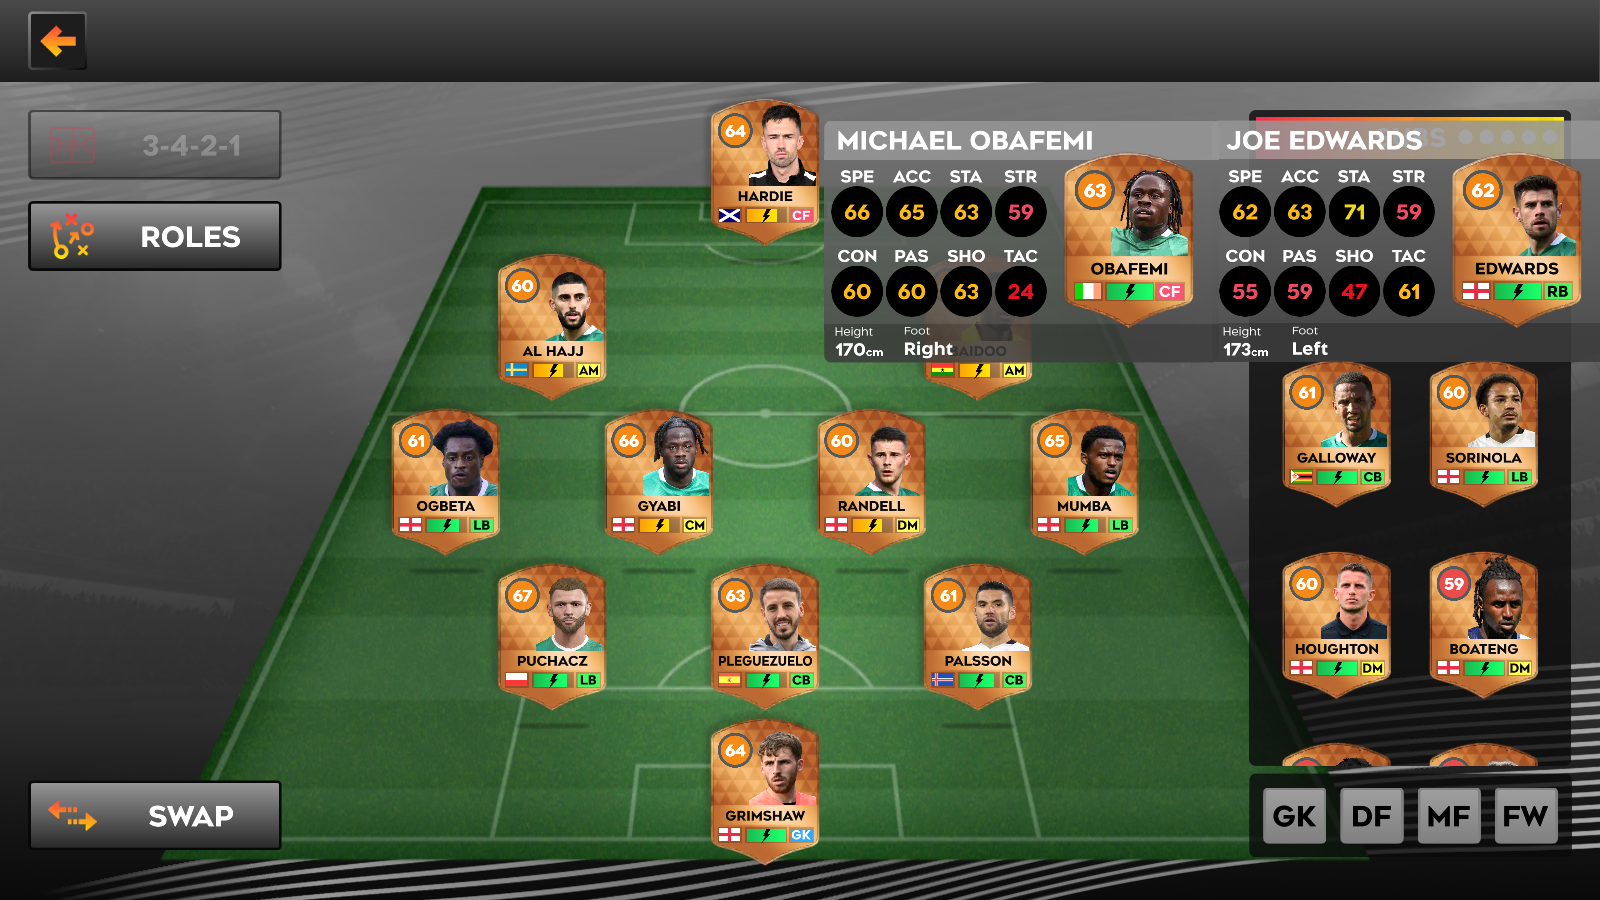 3-4-2-1
ROLES
SWAP
64
HARDIE
CF
60
AL HAJJ
AM
BAIDOO
AM
61
OGBETA
LB
66
GYABI
CM
60
RANDELL
DM
65
MUMBA
LB
67
PUCHACZ
LB
63
PLEGUEZUELO
CB
61
PALSSON
CB
64
GRIMSHAW
GK
MICHAEL OBAFEMI
SPE ACC STA STR
66 65 63 59
CON PAS SHO TAC
60 60 63 24
Height Foot
170cm Right
63
OBAFEMI
CF
JOE EDWARDS
SPE ACC STA STR
62 63 71 59
CON PAS SHO TAC
55 59 47 61
Height Foot
173cm Left
62
EDWARDS
RB
61
GALLOWAY
CB
60
SORINOLA
LB
60
HOUGHTON
DM
59
BOATENG
DM
GK DF MF FW